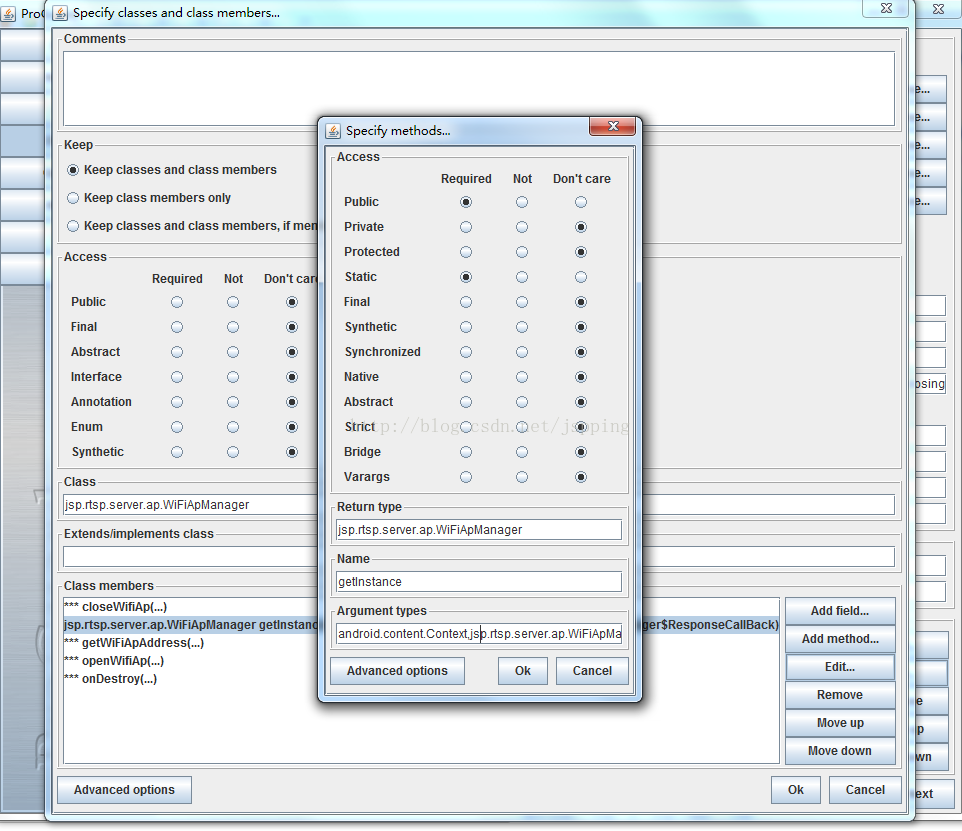 ProG
Specify classes and class members...
Comments
Keep
Keep classes and class members
Keep class members only
Keep classes and class members, if mem
Access
Required Not Don't care
Public
Final
Abstract
Interface
Annotation
Enum
Synthetic
Class
jsp.rtsp.server.ap.WiFiApManager
Extends/implements class
Class members
*** closeWifiAp(...)
jsp.rtsp.server.ap.WiFiApManager getInstanc
ger$ResponseCallBack)
*** getWiFiApAddress(...)
*** openWifiAp(...)
*** onDestroy(...)
Add field...
Add method...
Edit...
Remove
Move up
Move down
Advanced options
Ok
Cancel
Specify methods...
Access
Required Not Don't care
Public
Private
Protected
Static
Final
Synthetic
Synchronized
Native
Abstract
Strict
Bridge
Varargs
http://blog.csdn.net/jspping
Return type
jsp.rtsp.server.ap.WiFiApManager
Name
getInstance
Argument types
android.content.Context,jsp.rtsp.server.ap.WiFiApMa
Advanced options
Ok
Cancel
e...
e...
e...
e...
e...
osing
e
p
wn
ext